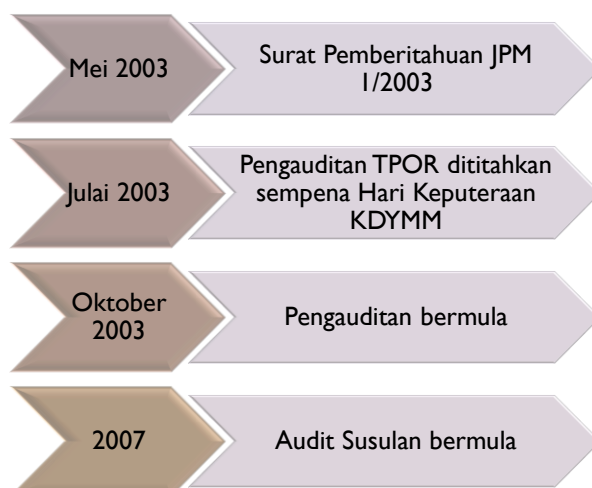 Mei 2003
Surat Pemberitahuan JPM
1/2003
Julai 2003
Pengauditan TPOR dititahkan
sempena Hari Keputeraan
KDYMM
Oktober
2003
Pengauditan bermula
2007
Audit Susulan bermula